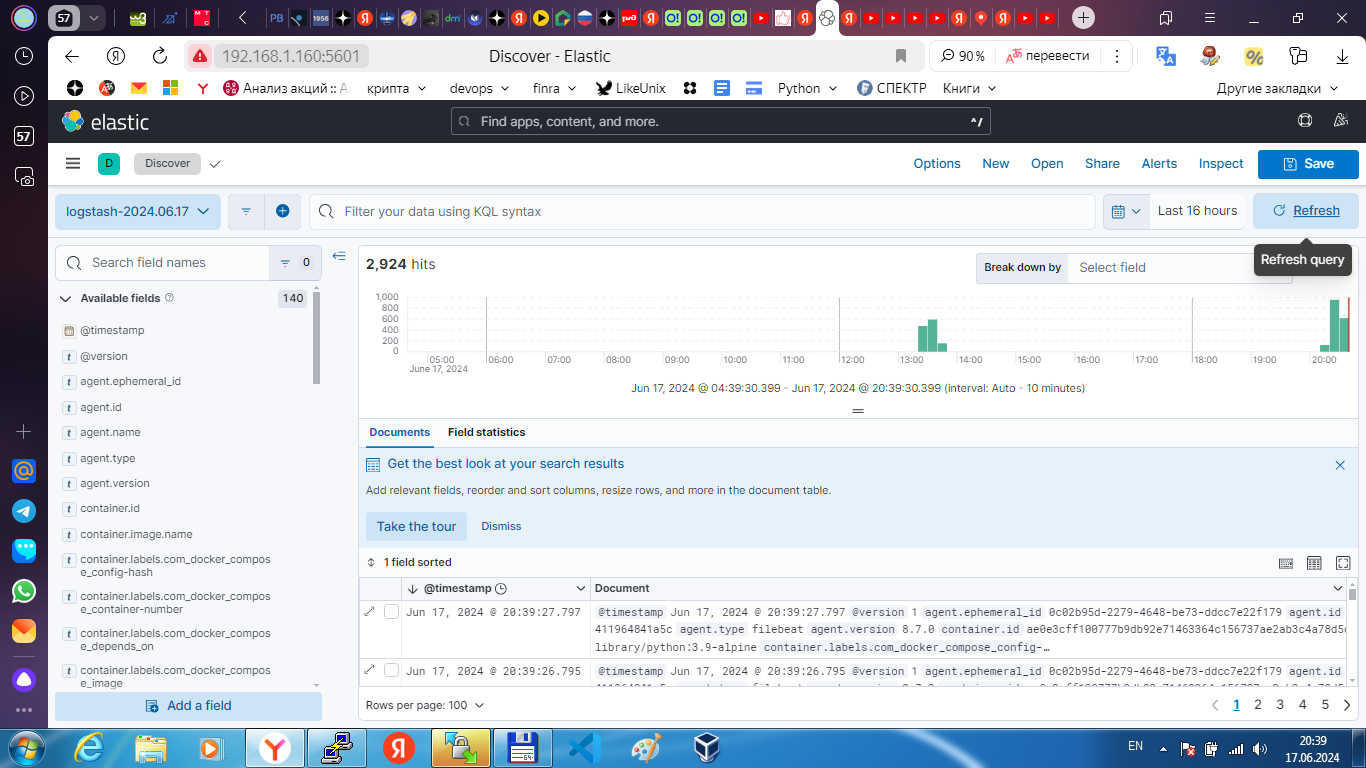 57
192.168.1.160:5601
Discover - Elastic
90 %
перевести
Анализ акций :: А
крипта
devops
finra
LikeUnix
Python
СПЕКТР
Книги
Другие закладки
57
elastic
Find apps, content, and more.
^/
D
Discover
Options
New
Open
Share
Alerts
Inspect
Save
logstash-2024.06.17
Filter your data using KQL syntax
Last 16 hours
Refresh
Refresh query
Search field names
0
2,924 hits
Break down by
Select field
Available fields
140
@timestamp
@version
agent.ephemeral_id
agent.id
agent.name
agent.type
agent.version
container.id
container.image.name
container.labels.com_docker_compos
e_config-hash
container.labels.com_docker_compos
e_container-number
container.labels.com_docker_compos
e_depends_on
container.labels.com_docker_compos
e_image
Add a field
1,000
800
600
400
200
0
05:00 06:00 07:00 08:00 09:00 10:00 11:00 12:00 13:00 14:00 15:00 16:00 17:00 18:00 19:00 20:00
June 17, 2024
Jun 17, 2024 @ 04:39:30.399 - Jun 17, 2024 @ 20:39:30.399 (interval: Auto - 10 minutes)
Documents
Field statistics
Get the best look at your search results
Add relevant fields, reorder and sort columns, resize rows, and more in the document table.
Take the tour
Dismiss
1 field sorted
@timestamp
Document
Jun 17, 2024 @ 20:39:27.797
@timestamp Jun 17, 2024 @ 20:39:27.797 @version 1 agent.ephemeral_id 0c02b95d-2279-4648-be73-ddcc7e22f179 agent.id
411964841a5c agent.type filebeat agent.version 8.7.0 container.id ae0e3cff100777b9db92e71463364c156737ae2ab3c4a78d5
library/python:3.9-alpine container.labels.com_docker_compose_config-…
Jun 17, 2024 @ 20:39:26.795
@timestamp Jun 17, 2024 @ 20:39:26.795 @version 1 agent.ephemeral_id 0c02b95d-2279-4648-be73-ddcc7e22f179 agent.id
Rows per page: 100
1 2 3 4 5
EN
20:39
17.06.2024